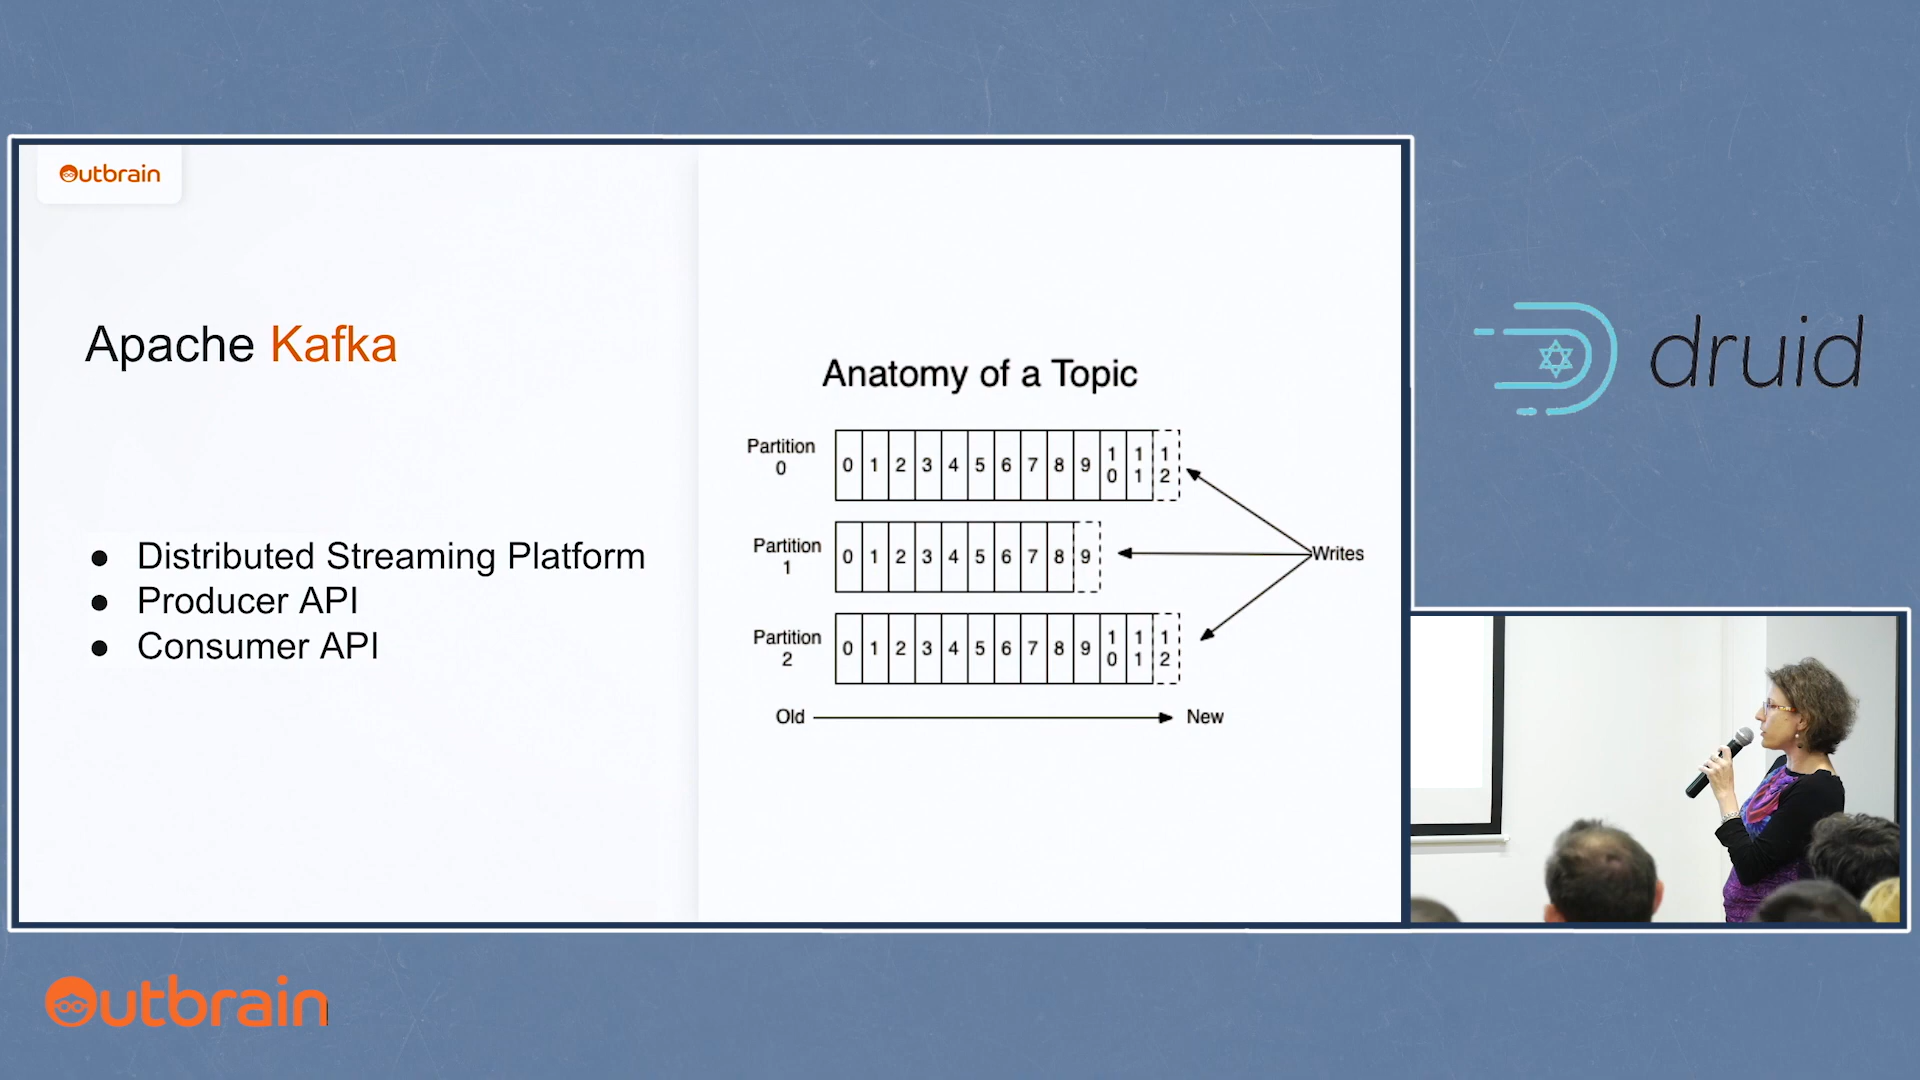 Outbrain
Apache Kafka
● Distributed Streaming Platform
● Producer API
● Consumer API
Anatomy of a Topic
Partition
0
0 1 2 3 4 5 6 7 8 9 10 11 12
Partition
1
0 1 2 3 4 5 6 7 8 9
Partition
2
0 1 2 3 4 5 6 7 8 9 10 11 12
Writes
Old
New
druid
Outbrain